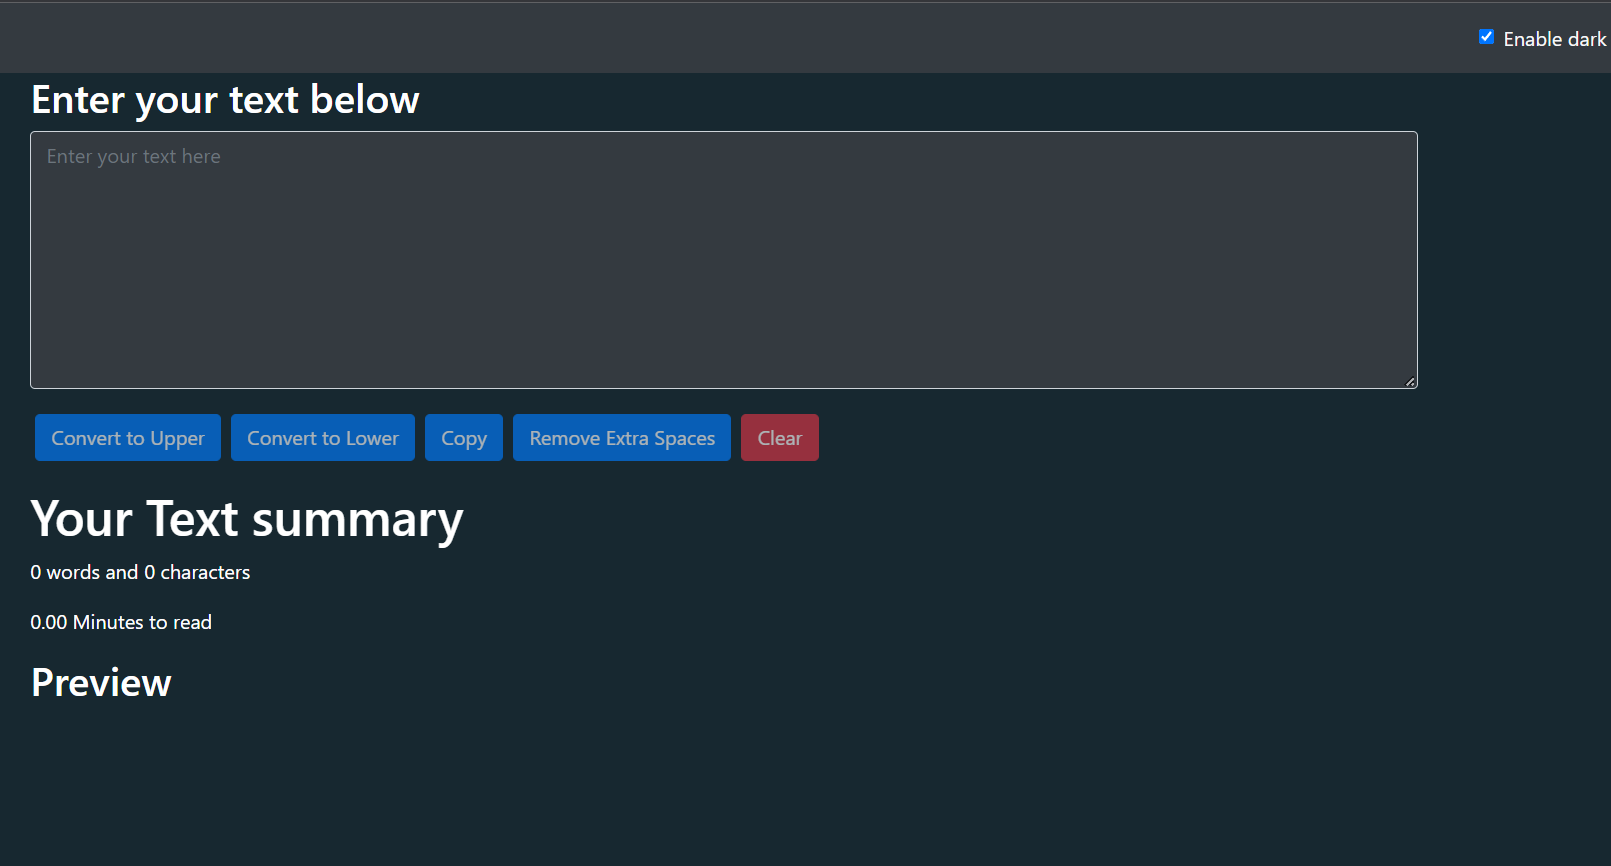 Enable dark
Enter your text below
Enter your text here
Convert to Upper Convert to Lower Copy Remove Extra Spaces Clear
Your Text summary
0 words and 0 characters
0.00 Minutes to read
Preview